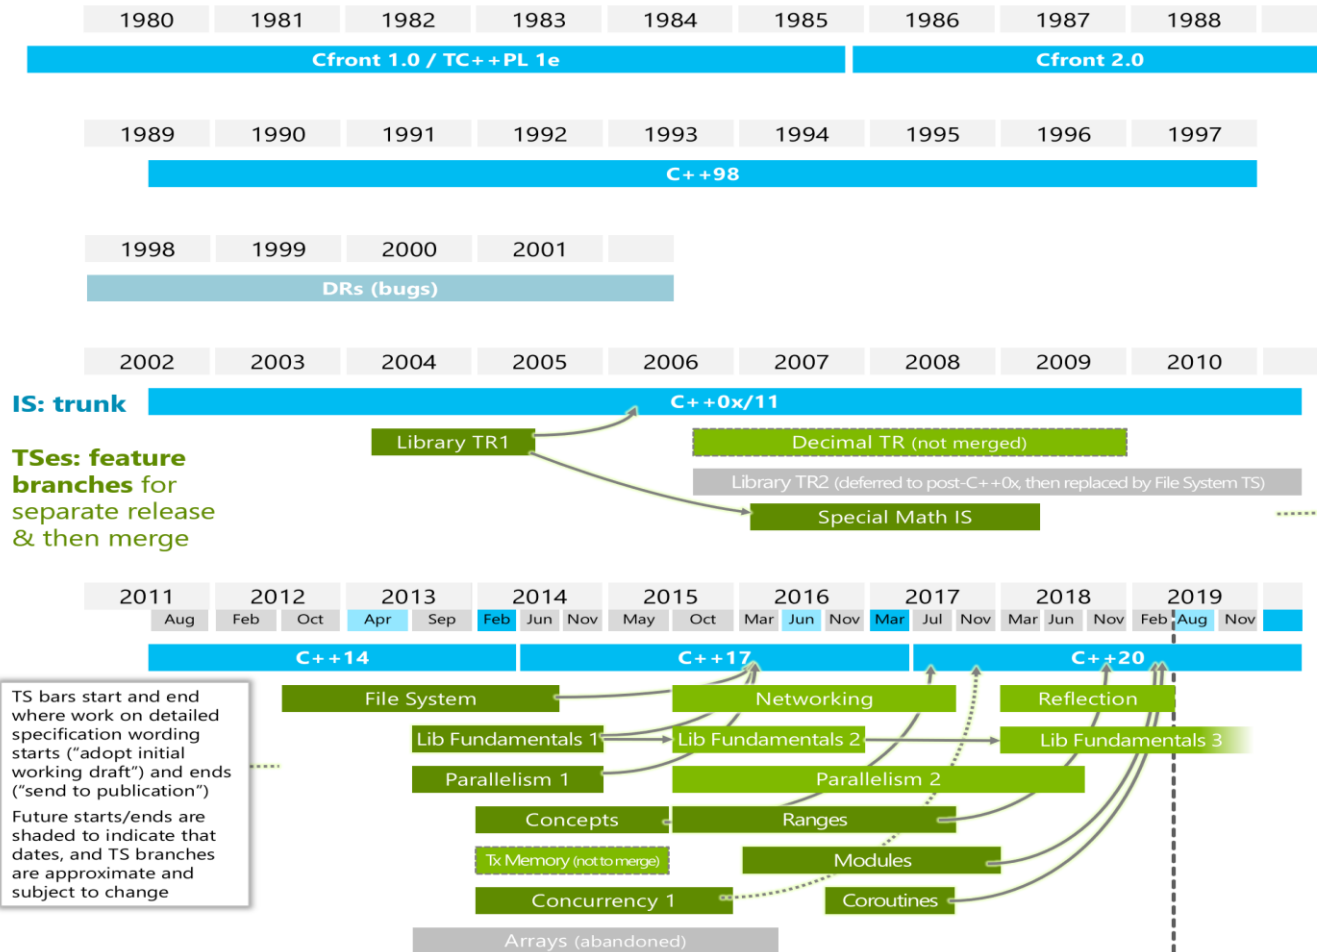 1980 1981 1982 1983 1984 1985 1986 1987 1988
Cfront 1.0 / TC++PL 1e Cfront 2.0
1989 1990 1991 1992 1993 1994 1995 1996 1997
C++98
1998 1999 2000 2001
DRs (bugs)
2002 2003 2004 2005 2006 2007 2008 2009 2010
IS: trunk
C++0x/11
Library TR1 Decimal TR (not merged)
TSes: feature
branches for
separate release
& then merge
Library TR2 (deferred to post-C++0x, then replaced by File System TS)
Special Math IS
2011 2012 2013 2014 2015 2016 2017 2018 2019
Aug Feb Oct Apr Sep Feb Jun Nov May Oct Mar Jun Nov Mar Jul Nov Mar Jun Nov Feb Aug Nov
C++14 C++17 C++20
TS bars start and end
where work on detailed
specification wording
starts (“adopt initial
working draft”) and ends
(“send to publication”)
Future starts/ends are
shaded to indicate that
dates, and TS branches
are approximate and
subject to change
File System Networking Reflection
Lib Fundamentals 1 Lib Fundamentals 2 Lib Fundamentals 3
Parallelism 1 Parallelism 2
Concepts Ranges
Tx Memory (not to merge) Modules
Concurrency 1 Coroutines
Arrays (abandoned)